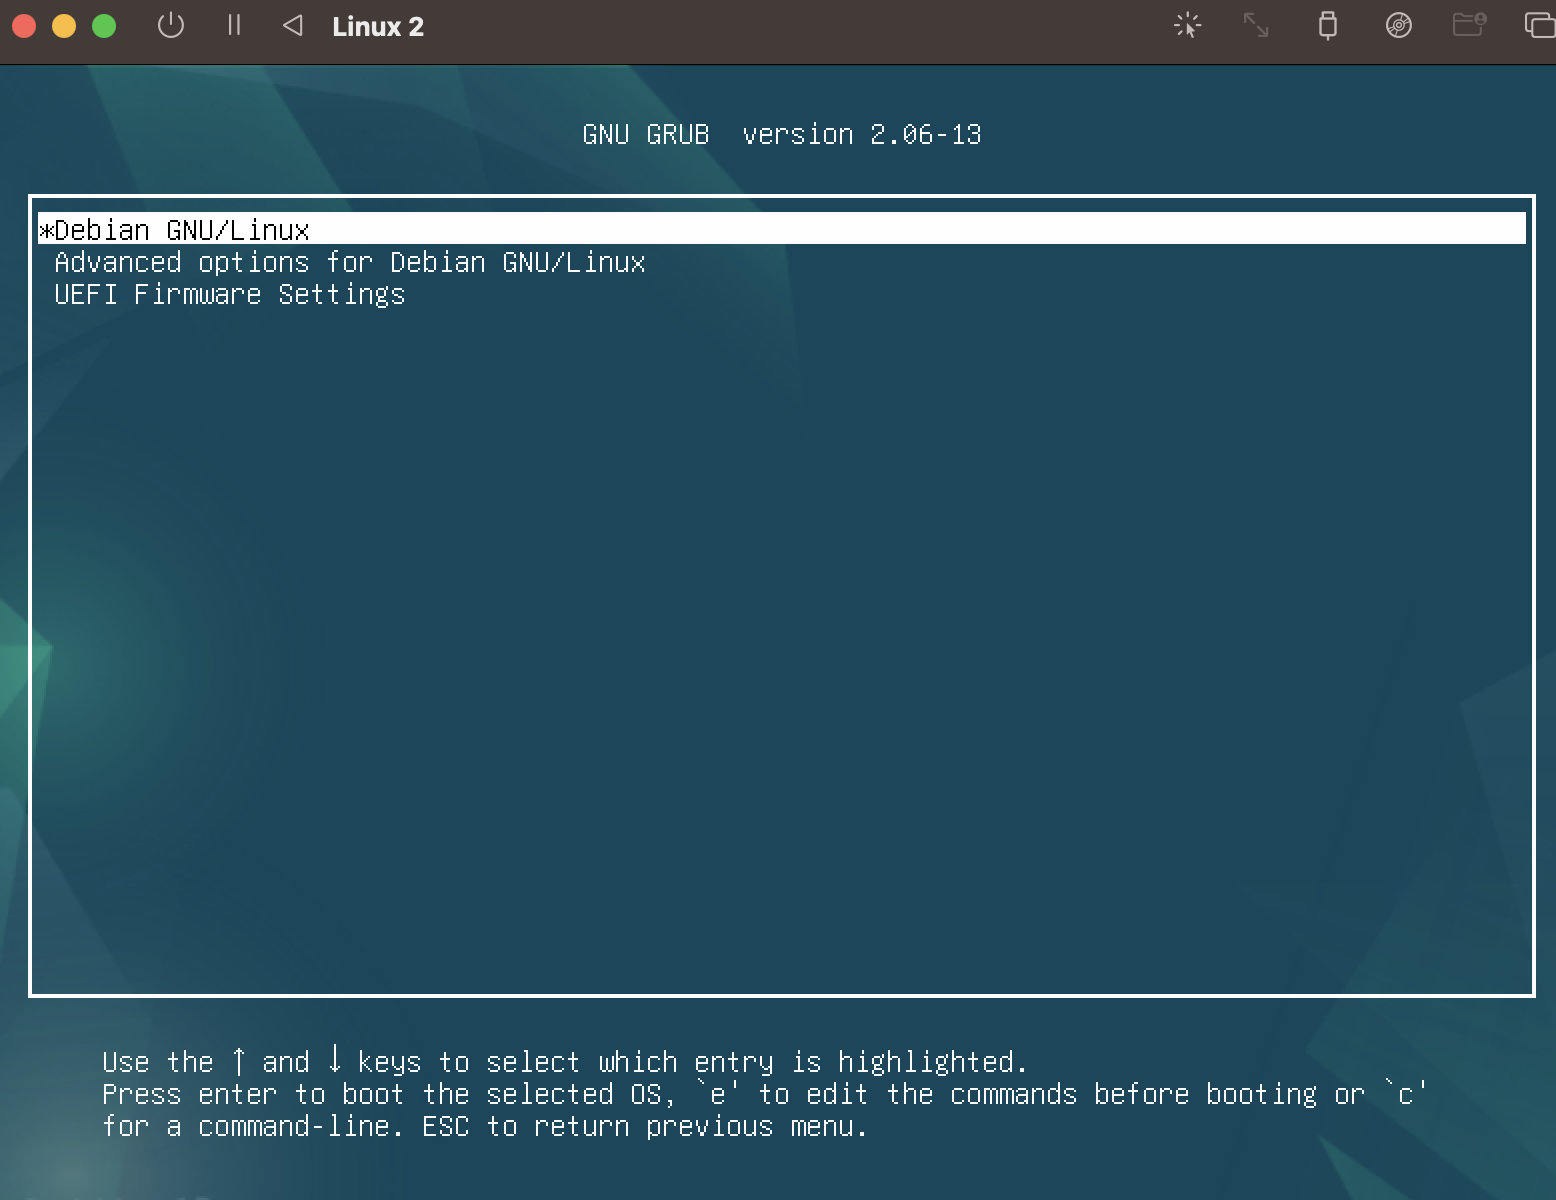 Linux 2
GNU GRUB  version 2.06-13
*Debian GNU/Linux
Advanced options for Debian GNU/Linux
UEFI Firmware Settings
Use the ↑ and ↓ keys to select which entry is highlighted.
Press enter to boot the selected OS, `e' to edit the commands before booting or `c'
for a command-line. ESC to return previous menu.